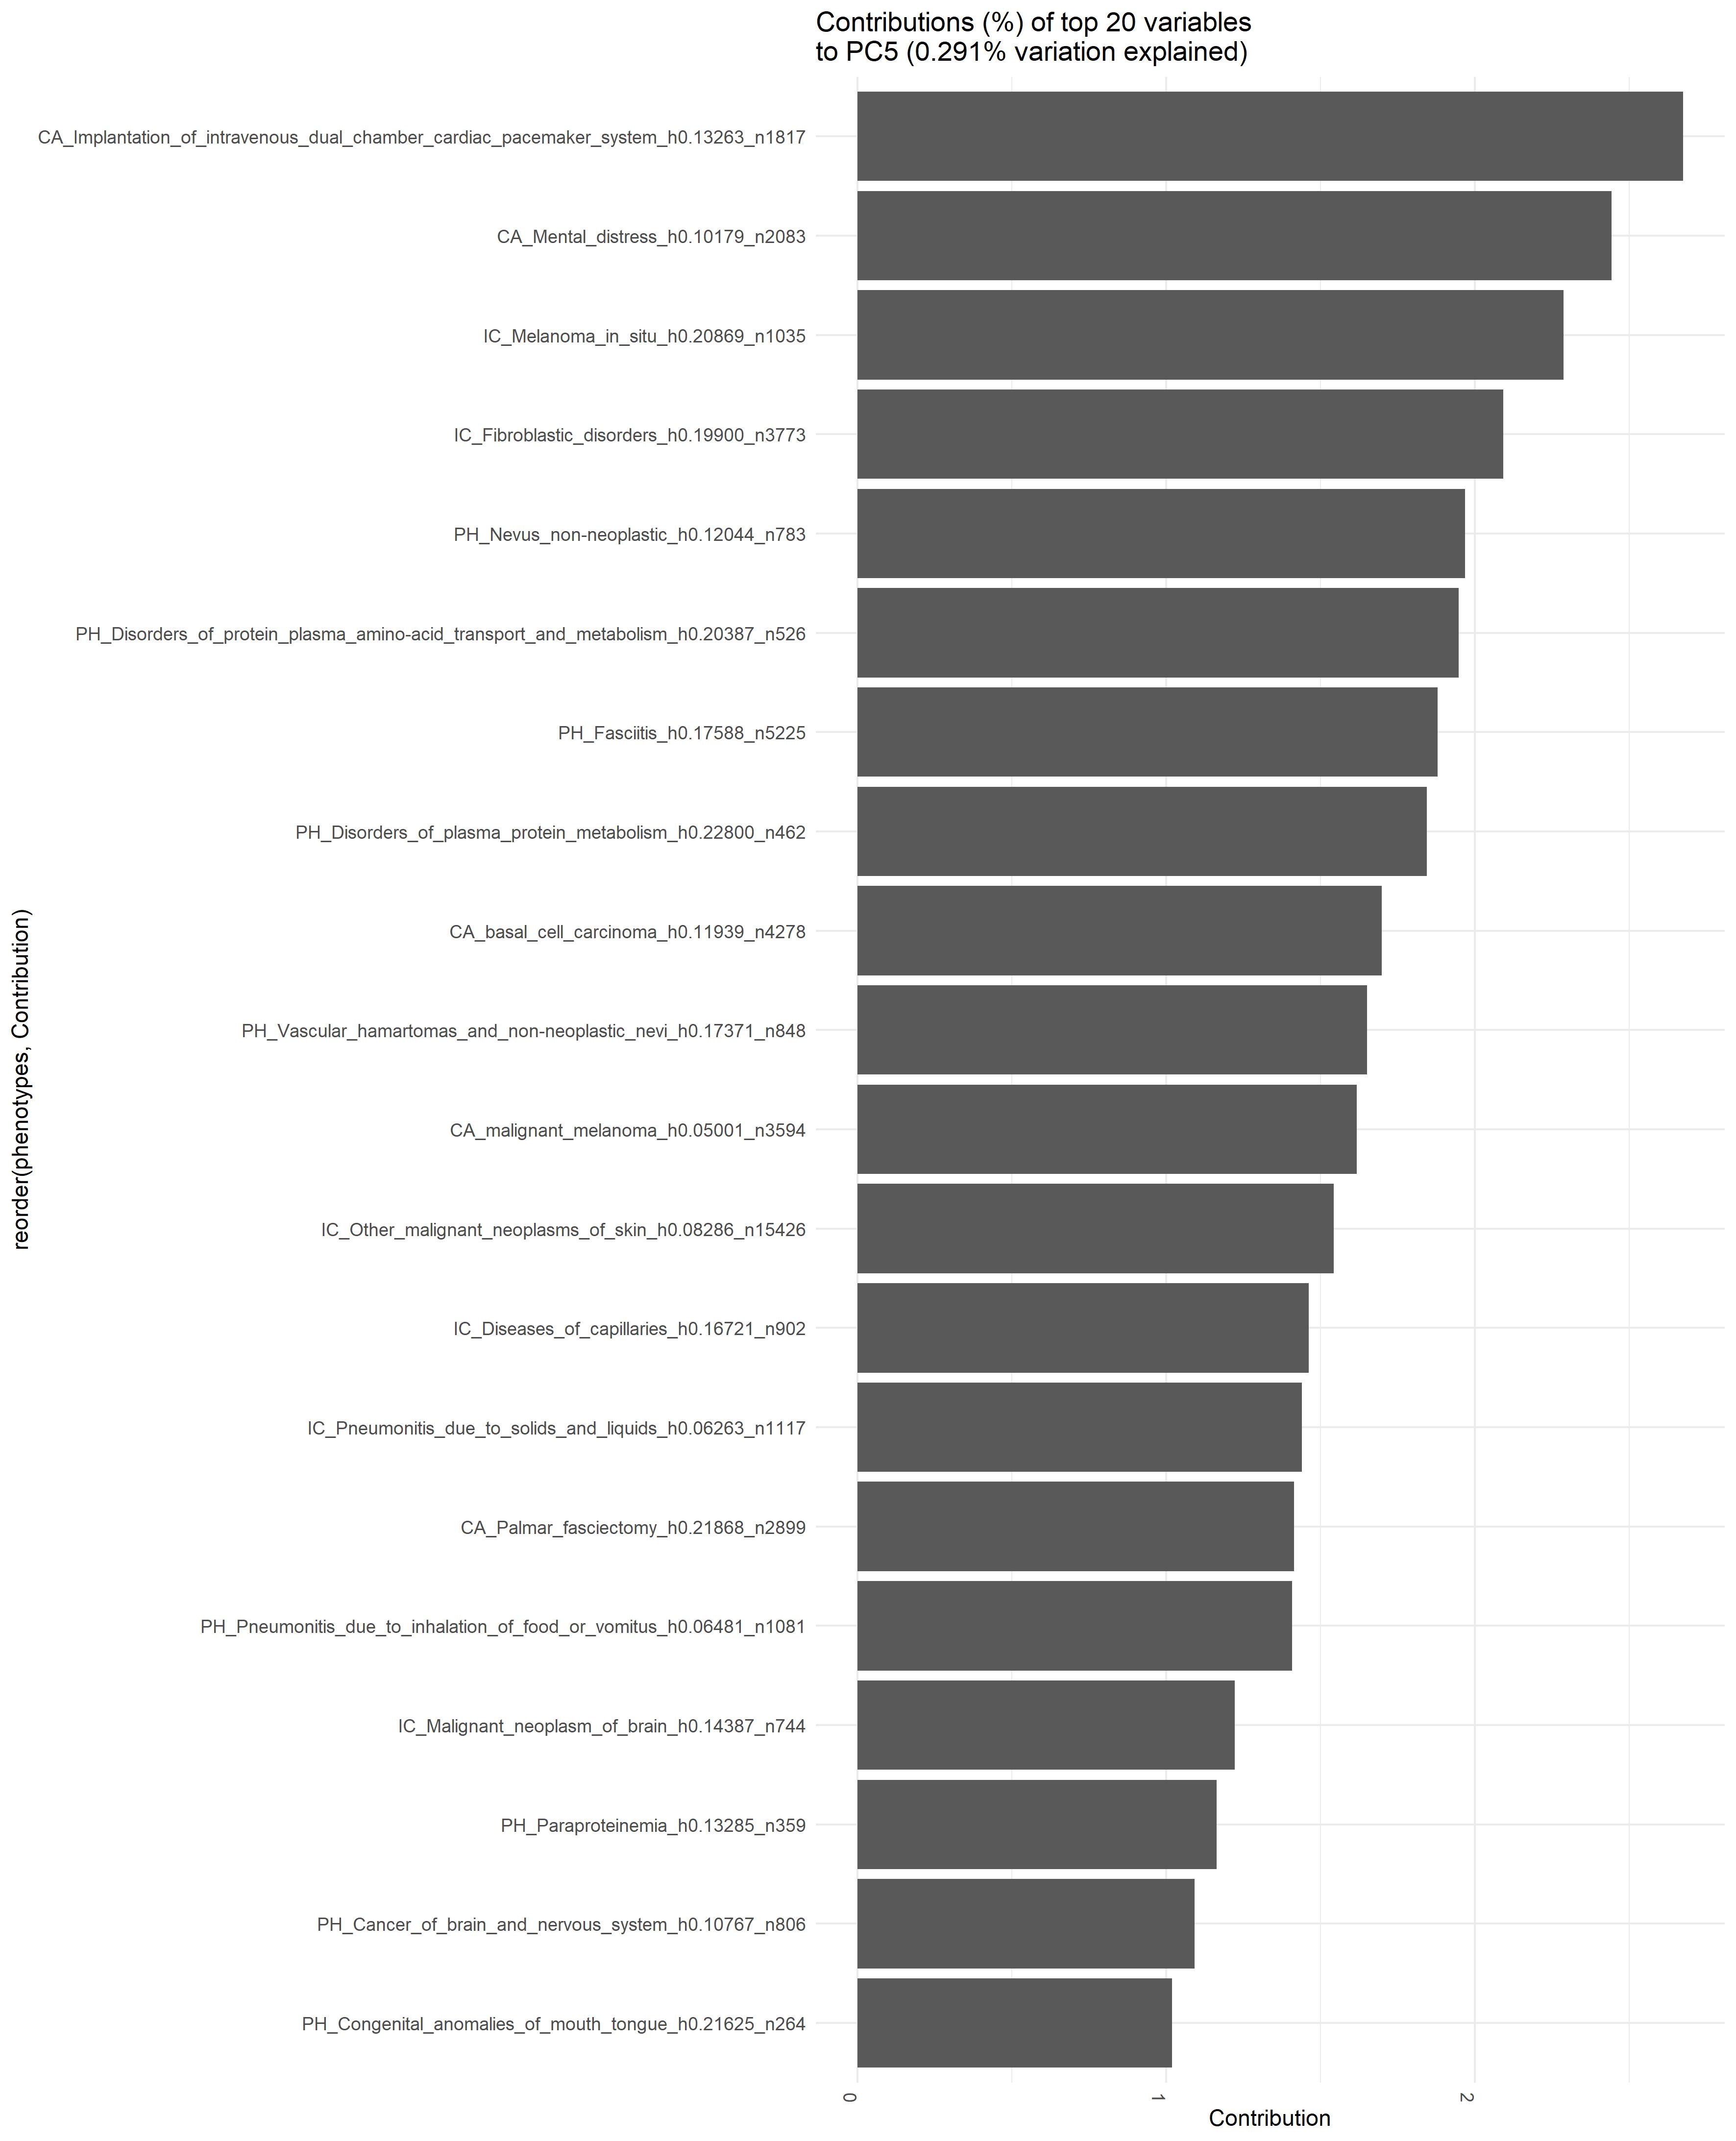 Contributions (%) of top 20 variables
to PC5 (0.291% variation explained)
CA_Implantation_of_intravenous_dual_chamber_cardiac_pacemaker_system_h0.13263_n1817
CA_Mental_distress_h0.10179_n2083
IC_Melanoma_in_situ_h0.20869_n1035
IC_Fibroblastic_disorders_h0.19900_n3773
PH_Nevus_non-neoplastic_h0.12044_n783
PH_Disorders_of_protein_plasma_amino-acid_transport_and_metabolism_h0.20387_n526
PH_Fasciitis_h0.17588_n5225
PH_Disorders_of_plasma_protein_metabolism_h0.22800_n462
CA_basal_cell_carcinoma_h0.11939_n4278
PH_Vascular_hamartomas_and_non-neoplastic_nevi_h0.17371_n848
CA_malignant_melanoma_h0.05001_n3594
IC_Other_malignant_neoplasms_of_skin_h0.08286_n15426
IC_Diseases_of_capillaries_h0.16721_n902
IC_Pneumonitis_due_to_solids_and_liquids_h0.06263_n1117
CA_Palmar_fasciectomy_h0.21868_n2899
PH_Pneumonitis_due_to_inhalation_of_food_or_vomitus_h0.06481_n1081
IC_Malignant_neoplasm_of_brain_h0.14387_n744
PH_Paraproteinemia_h0.13285_n359
PH_Cancer_of_brain_and_nervous_system_h0.10767_n806
PH_Congenital_anomalies_of_mouth_tongue_h0.21625_n264
reorder(phenotypes, Contribution)
0 1 2
Contribution